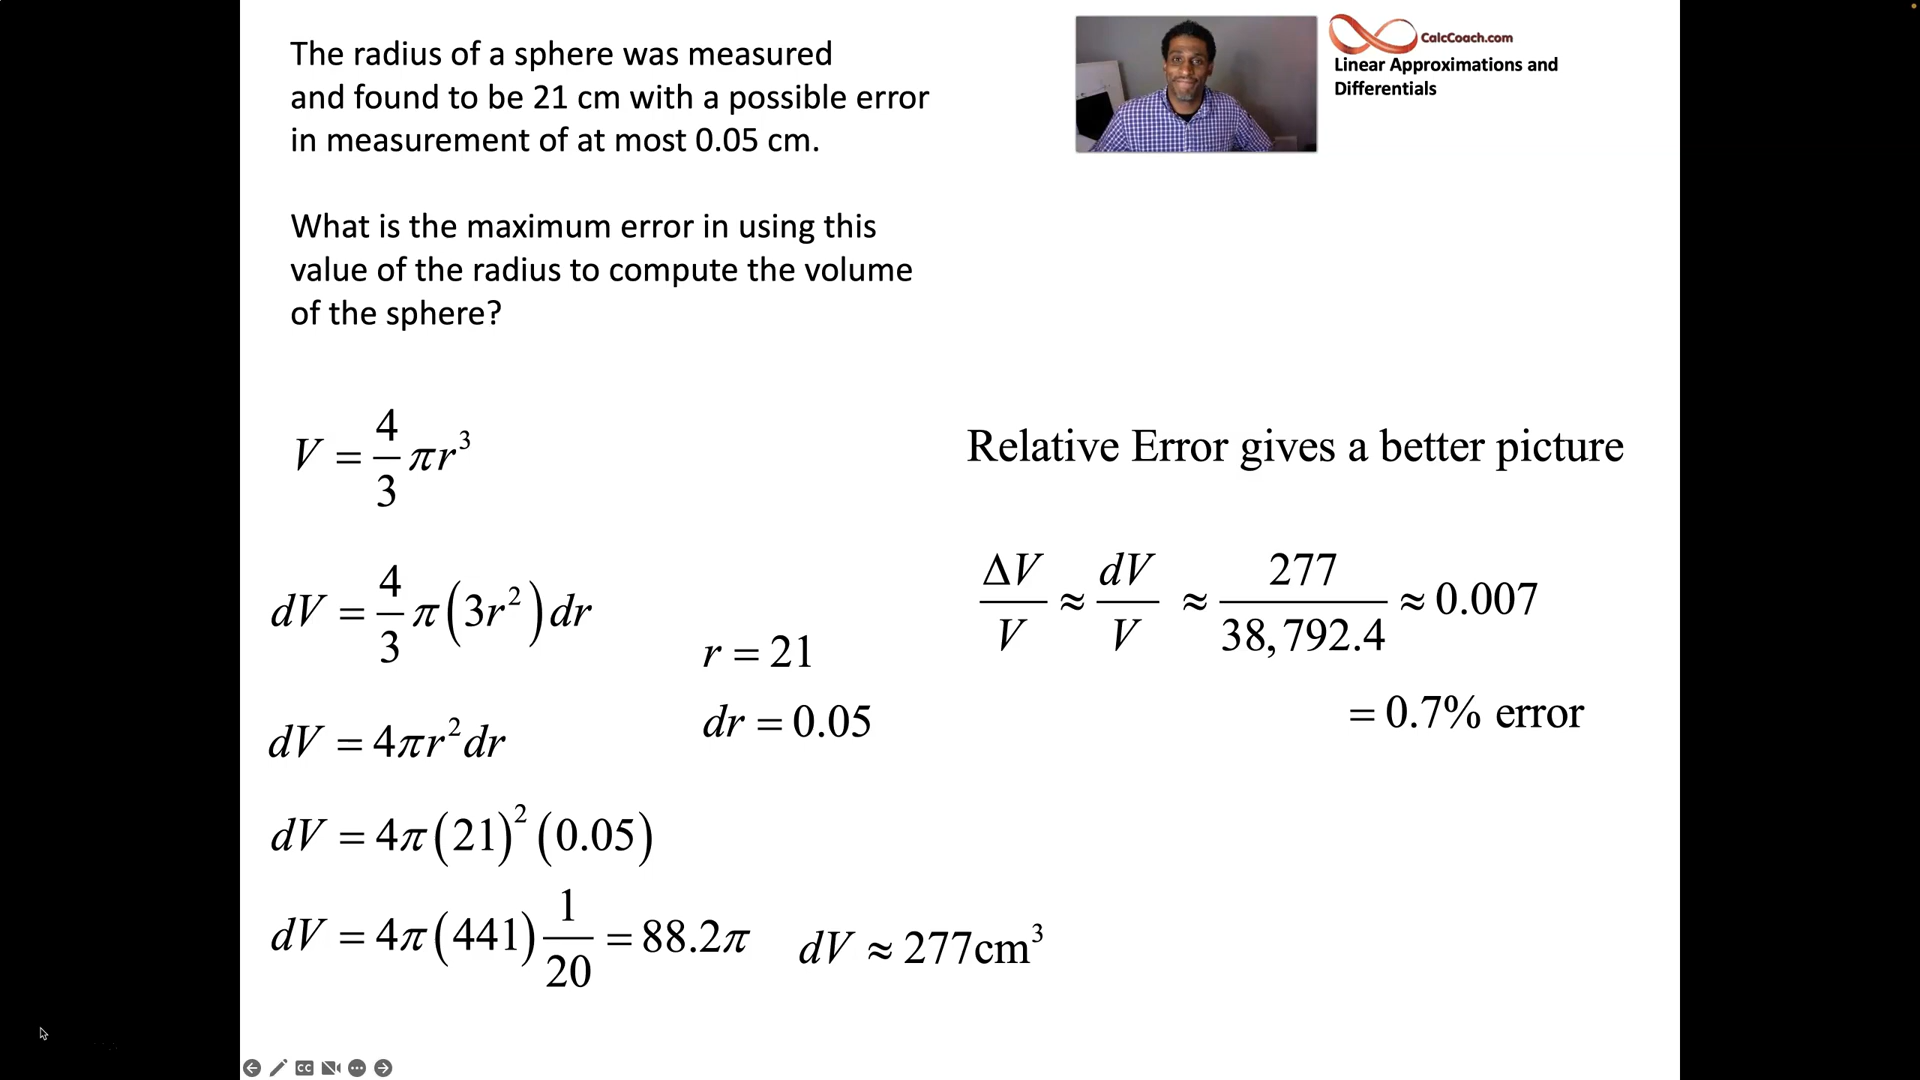 The radius of a sphere was measured
and found to be 21 cm with a possible error
in measurement of at most 0.05 cm.
What is the maximum error in using this
value of the radius to compute the volume
of the sphere?
CalcCoach.com
Linear Approximations and
Differentials
V = 4/3 πr³
dV = 4/3 π(3r²)dr
r = 21
dr = 0.05
dV = 4πr²dr
dV = 4π(21)²(0.05)
dV = 4π(441) 1/20 = 88.2π
dV ≈ 277cm³
Relative Error gives a better picture
ΔV/V ≈ dV/V ≈ 277/38,792.4 ≈ 0.007
= 0.7% error
CC